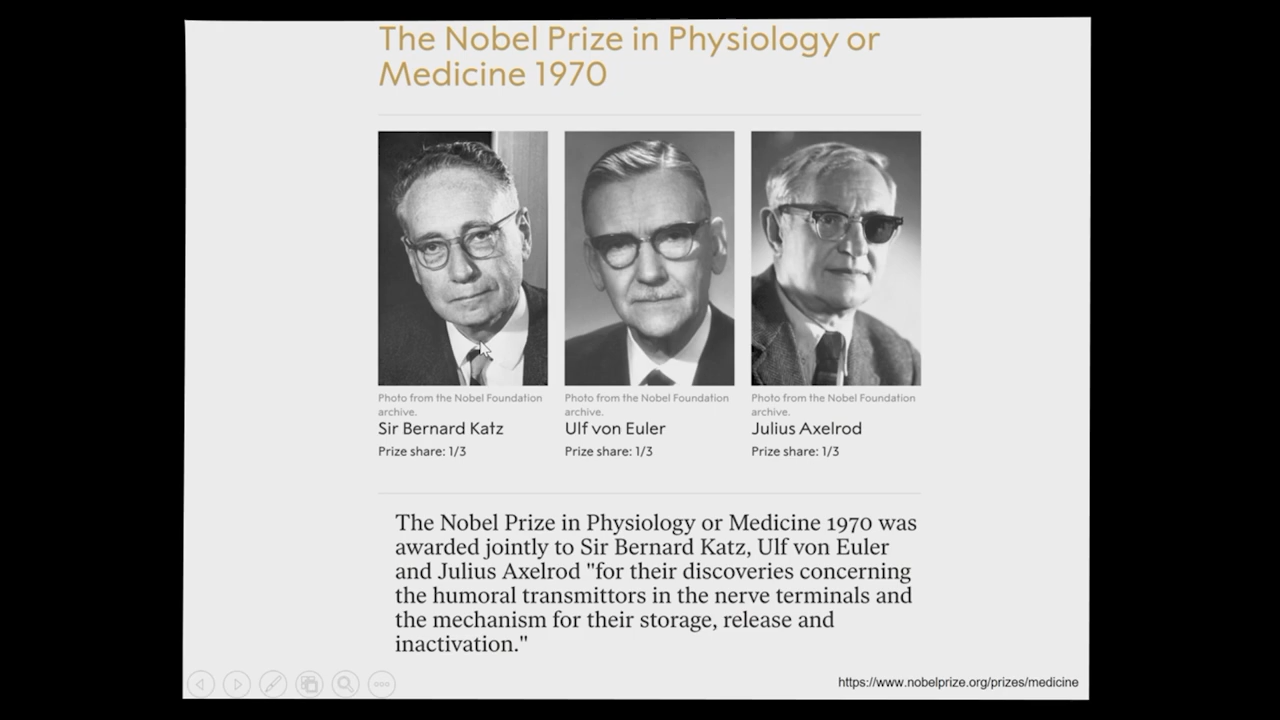 The Nobel Prize in Physiology or
Medicine 1970
Photo from the Nobel Foundation
archive.
Sir Bernard Katz
Prize share: 1/3
Photo from the Nobel Foundation
archive.
Ulf von Euler
Prize share: 1/3
Photo from the Nobel Foundation
archive.
Julius Axelrod
Prize share: 1/3
The Nobel Prize in Physiology or Medicine 1970 was
awarded jointly to Sir Bernard Katz, Ulf von Euler
and Julius Axelrod "for their discoveries concerning
the humoral transmittors in the nerve terminals and
the mechanism for their storage, release and
inactivation."
https://www.nobelprize.org/prizes/medicine